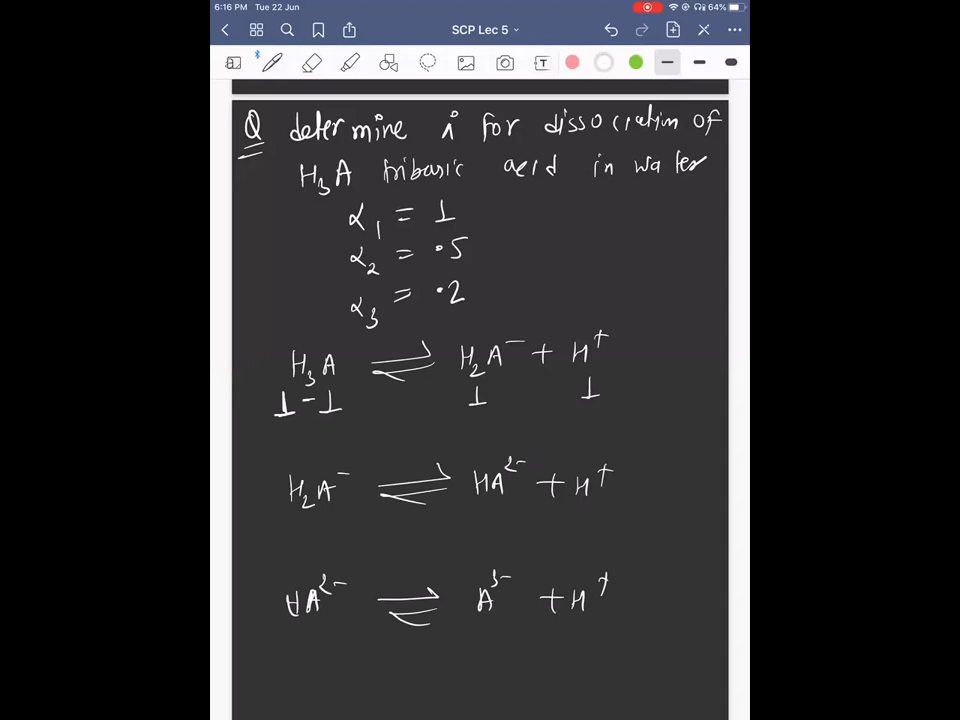 6:16 PM Tue 22 Jun 64%
SCP Lec 5
T
Q determine i for dissociation of
H₃A tribasic acid in water
α₁ = 1
α₂ = .5
α₃ = .2
H₃A ⇌ H₂A⁻ + H⁺
1-1 1 1
H₂A⁻ ⇌ HA²⁻ + H⁺
HA²⁻ ⇌ A³⁻ + H⁺